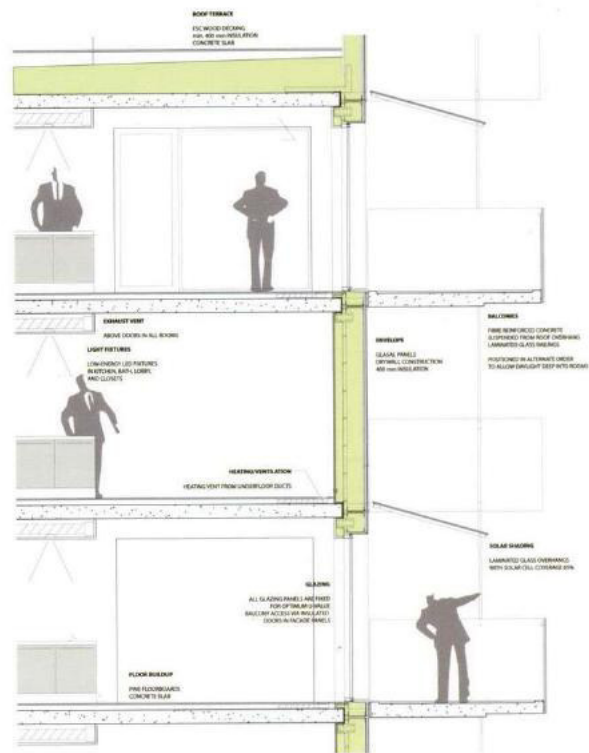 ROOF TERRACE
FSC WOOD DECKING
min. 400 mm INSULATION
CONCRETE SLAB
EXHAUST VENT
ABOVE DOORS IN ALL ROOMS
LIGHT FIXTURES
LOW-ENERGY LED FIXTURES
IN KITCHEN, BATH, LOBBY,
AND CLOSETS
ENVELOPE
GLASAL PANELS
DRYWALL CONSTRUCTION
400 mm INSULATION
BALCONIES
FIBRE REINFORCED CONCRETE
SUSPENDED FROM ROOF OVERHANG
LAMINATED GLASS RAILINGS
POSITIONED IN ALTERNATE ORDER
TO ALLOW DAYLIGHT DEEP INTO ROOMS
HEATING/VENTILATION
HEATING VENT FROM UNDERFLOOR DUCTS
SOLAR SHADING
LAMINATED GLASS OVERHANGS
WITH SOLAR CELL COVERAGE 85%
GLAZING
ALL GLAZING PANELS ARE FIXED
FOR OPTIMUM U-VALUE
BALCONY ACCESS VIA INSULATED
DOORS IN FACADE PANELS
FLOOR BUILDUP
PINE FLOORBOARDS
CONCRETE SLAB